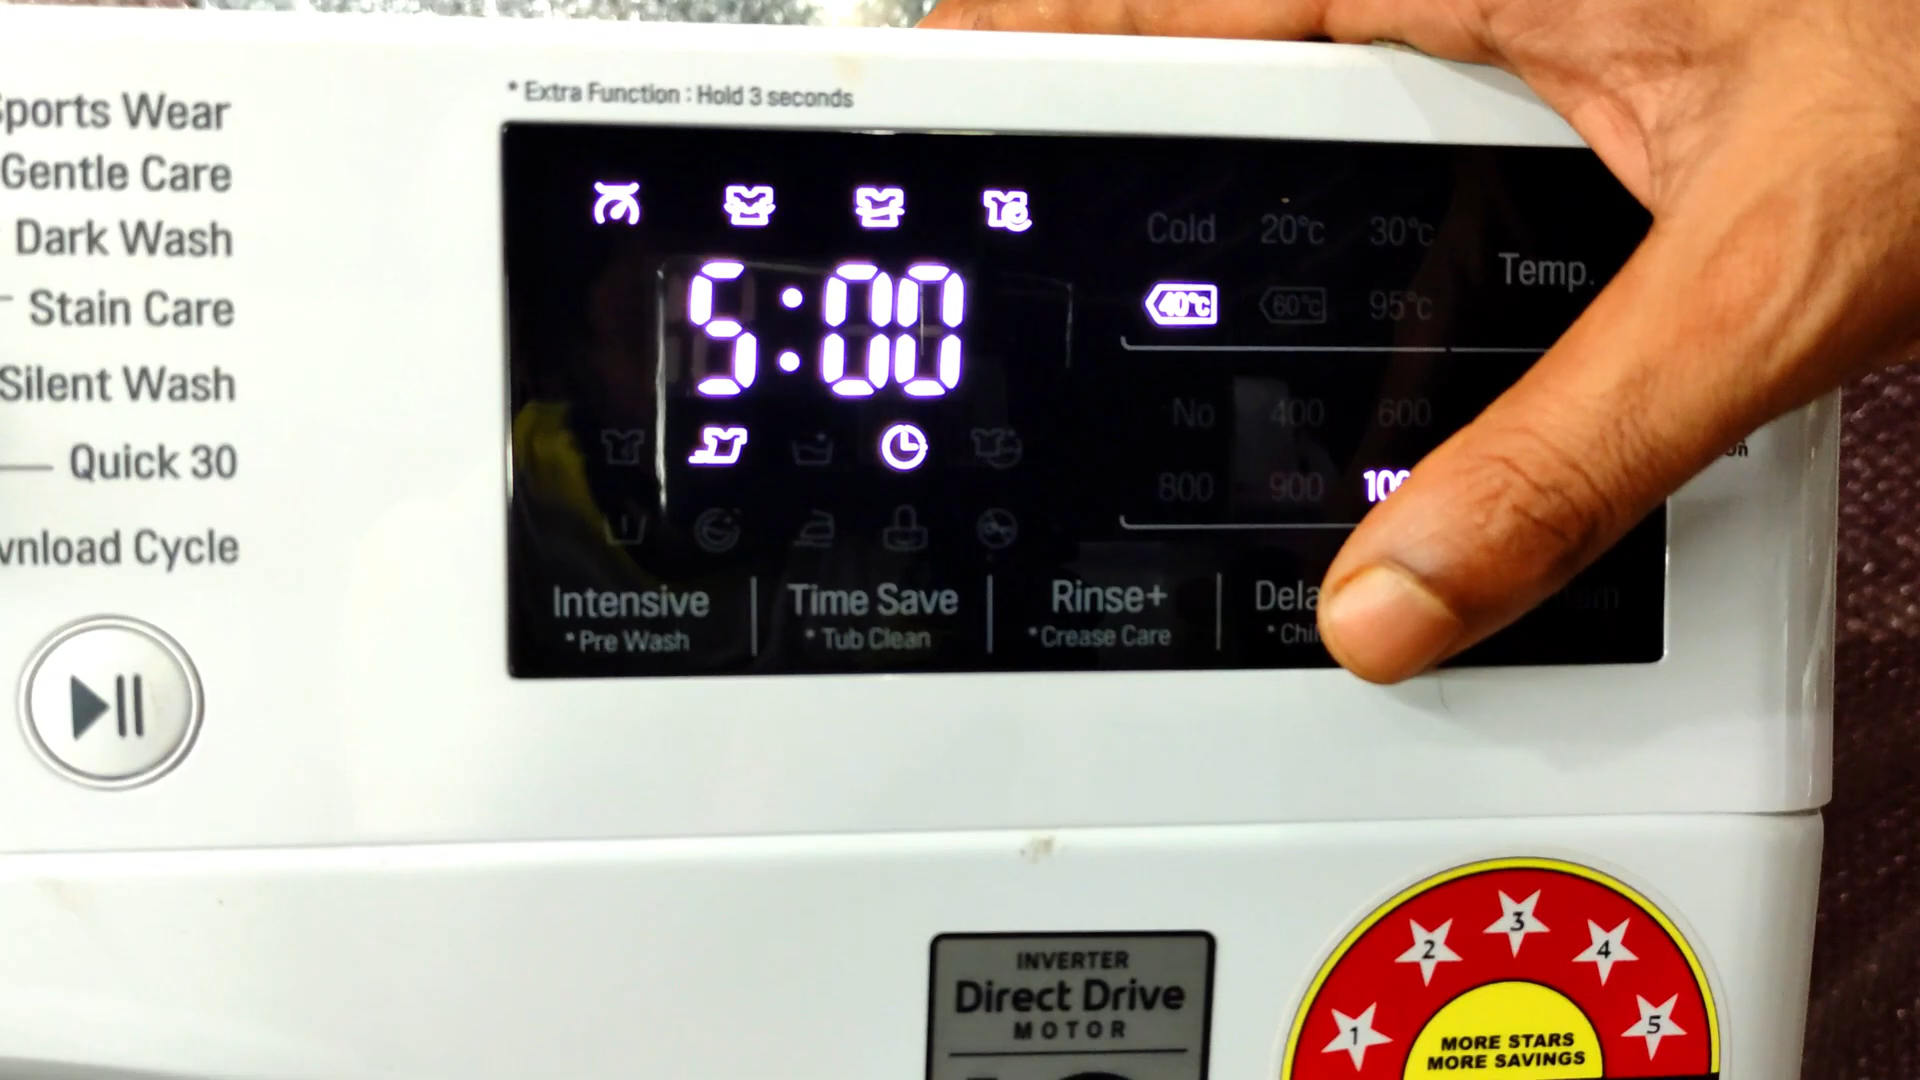 Sports Wear
Gentle Care
Dark Wash
Stain Care
Silent Wash
Quick 30
wnload Cycle
* Extra Function : Hold 3 seconds
5:00
Cold 20°c 30°c
40°c 60°c 95°c
Temp.
No 400 600
800 900 100
Intensive
* Pre Wash
Time Save
* Tub Clean
Rinse+
* Crease Care
Dela
* Chi
INVERTER
Direct Drive
MOTOR
1 2 3 4 5
MORE STARS
MORE SAVINGS